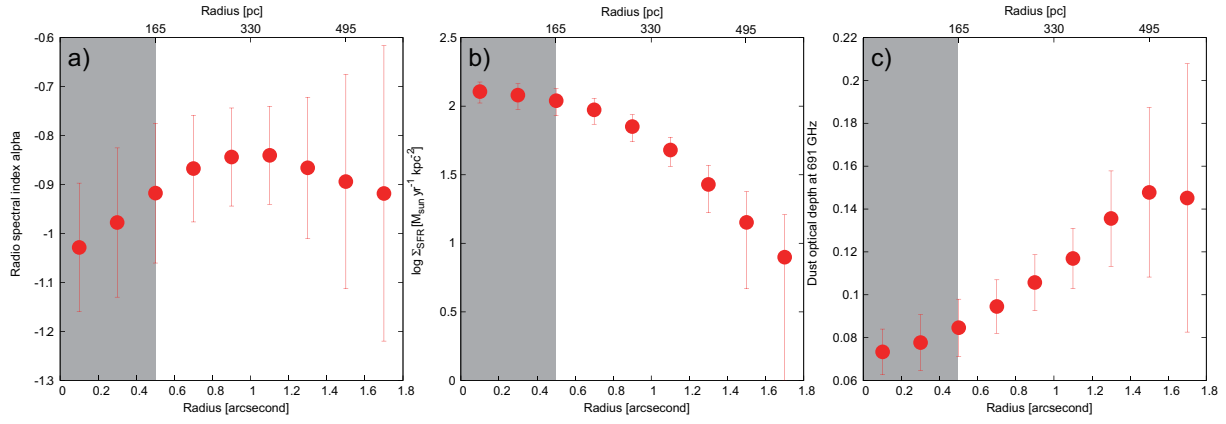 Radius [pc]
165 330 495
a)
-0.6
-0.7
-0.8
-0.9
-1
-1.1
-1.2
-1.3
Radio spectral index alpha
0 0.2 0.4 0.6 0.8 1 1.2 1.4 1.6 1.8
Radius [arcsecond]
Radius [pc]
165 330 495
b)
2.5
2
1.5
1
0.5
0
log Σ_SFR [M_sun yr^-1 kpc^-2]
0 0.2 0.4 0.6 0.8 1 1.2 1.4 1.6 1.8
Radius [arcsecond]
Radius [pc]
165 330 495
c)
0.22
0.2
0.18
0.16
0.14
0.12
0.1
0.08
0.06
Dust optical depth at 691 GHz
0 0.2 0.4 0.6 0.8 1 1.2 1.4 1.6 1.8
Radius [arcsecond]